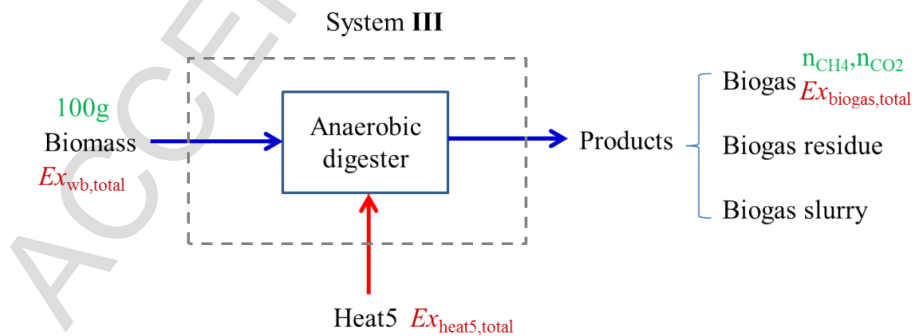 System III
100g
Biomass
Ex_wb,total
Anaerobic
digester
Heat5 Ex_heat5,total
Products
n_CH4,n_CO2
Biogas Ex_biogas,total
Biogas residue
Biogas slurry
ACCE